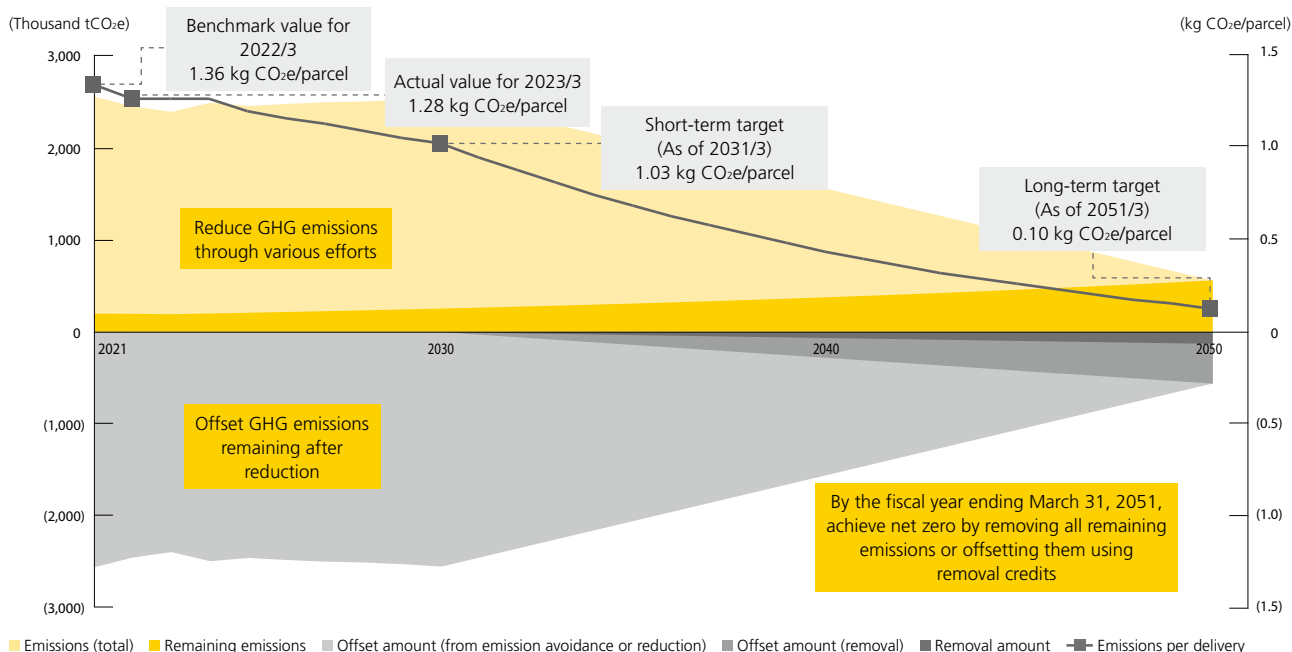 (Thousand tCO₂e)
(kg CO₂e/parcel)
Benchmark value for
2022/3
1.36 kg CO₂e/parcel
Actual value for 2023/3
1.28 kg CO₂e/parcel
Short-term target
(As of 2031/3)
1.03 kg CO₂e/parcel
Long-term target
(As of 2051/3)
0.10 kg CO₂e/parcel
3,000
2,000
1,000
0
(1,000)
(2,000)
(3,000)
1.5
1.0
0.5
0
(0.5)
(1.0)
(1.5)
Reduce GHG emissions
through various efforts
2021
2030
2040
2050
Offset GHG emissions
remaining after
reduction
By the fiscal year ending March 31, 2051,
achieve net zero by removing all remaining
emissions or offsetting them using
removal credits
Emissions (total) Remaining emissions Offset amount (from emission avoidance or reduction) Offset amount (removal) Removal amount Emissions per delivery